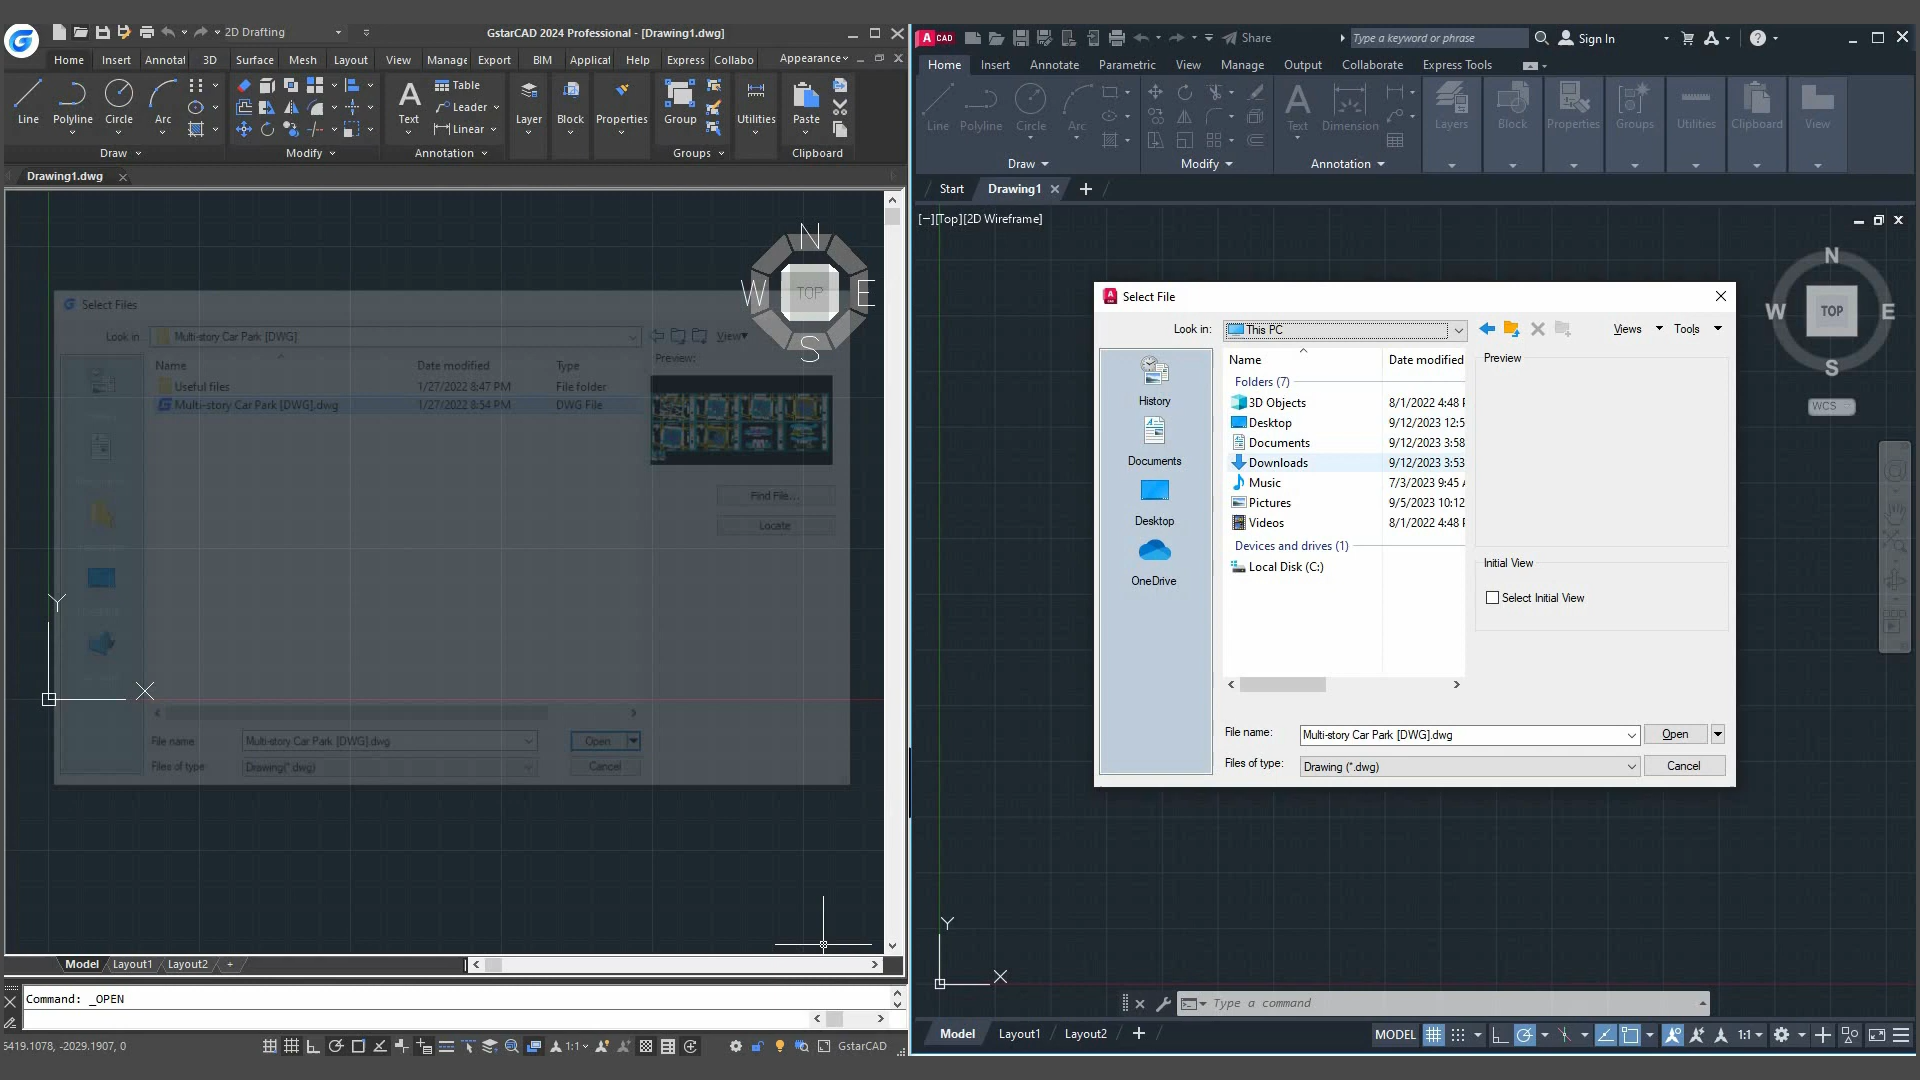 2D Drafting
GstarCAD 2024 Professional - [Drawing1.dwg]
Home Insert Annotat 3D Surface Mesh Layout View Manage Export BIM Applicat Help Express Collabo Appearance
Line Polyline Circle Arc
Text
Table
Leader
Linear
Layer Block Properties Group Utilities Paste
Draw Modify Annotation Groups Clipboard
Drawing1.dwg
N
W TOP E
S
Select Files
Look in Multi-story Car Park [DWG] View
Name Date modified Type Preview:
Useful files 1/27/2022 8:47 PM File folder
Multi-story Car Park [DWG].dwg 1/27/2022 8:54 PM DWG File
Find File...
Locate
Y
X
File name Multi-story Car Park [DWG].dwg Open
Files of type Drawing(*.dwg) Cancel
Model Layout1 Layout2 +
Command: _OPEN
5419.1078, -2029.1907, 0
1:1
GstarCAD
A CAD
Share
Type a keyword or phrase
Sign In
Home Insert Annotate Parametric View Manage Output Collaborate Express Tools
Line Polyline Circle Arc
Text Dimension
Layers Block Properties Groups Utilities Clipboard View
Draw Modify Annotation
Start Drawing1 +
[−][Top][2D Wireframe]
N
W TOP E
S
WCS
Select File
Look in: This PC Views Tools
History
Documents
Desktop
OneDrive
Name Date modified
Folders (7)
3D Objects 8/1/2022 4:48 P
Desktop 9/12/2023 12:5
Documents 9/12/2023 3:58
Downloads 9/12/2023 3:53
Music 7/3/2023 9:45 A
Pictures 9/5/2023 10:12
Videos 8/1/2022 4:48 P
Devices and drives (1)
Local Disk (C:)
Preview
Initial View
Select Initial View
File name: Multi-story Car Park [DWG].dwg Open
Files of type: Drawing (*.dwg) Cancel
Y
X
Type a command
Model Layout1 Layout2 +
MODEL
1:1